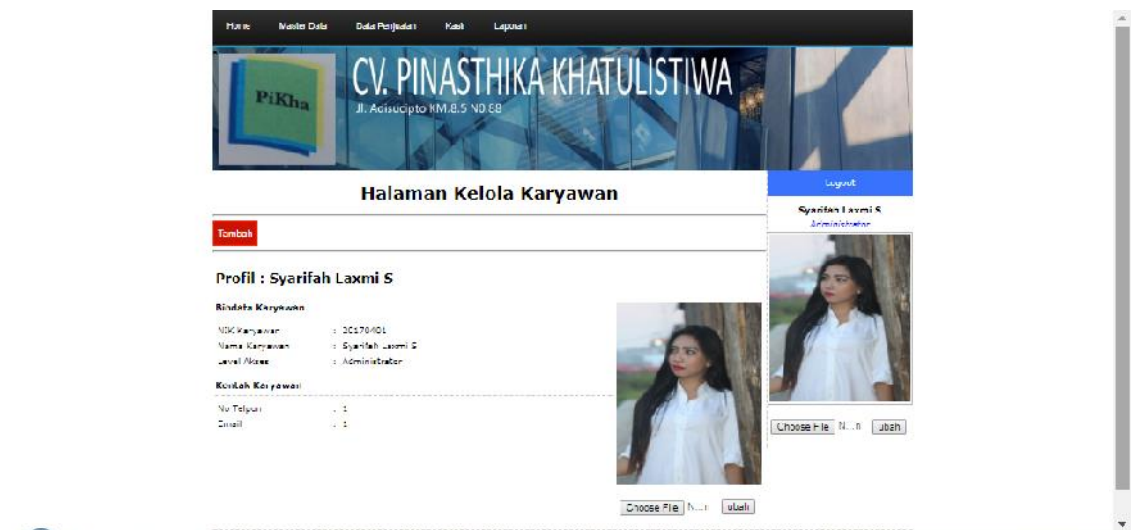 Home Master Data Data Penjualan Kasir Laporan
PiKha
CV. PINASTHIKA KHATULISTIWA
Jl. Adisucipto KM.8.5 N0.88
Halaman Kelola Karyawan
Logout
Syarifah Laxmi S
Administrator
Tambah
Profil : Syarifah Laxmi S
Biodata Karyawan
NIK Karyawan : 20170401
Nama Karyawan : Syarifah Laxmi S
Level Akses : Administrator
Kontak Karyawan
No Telpon : 1
Email : 1
Choose File N...n ubah
Choose File N...n ubah